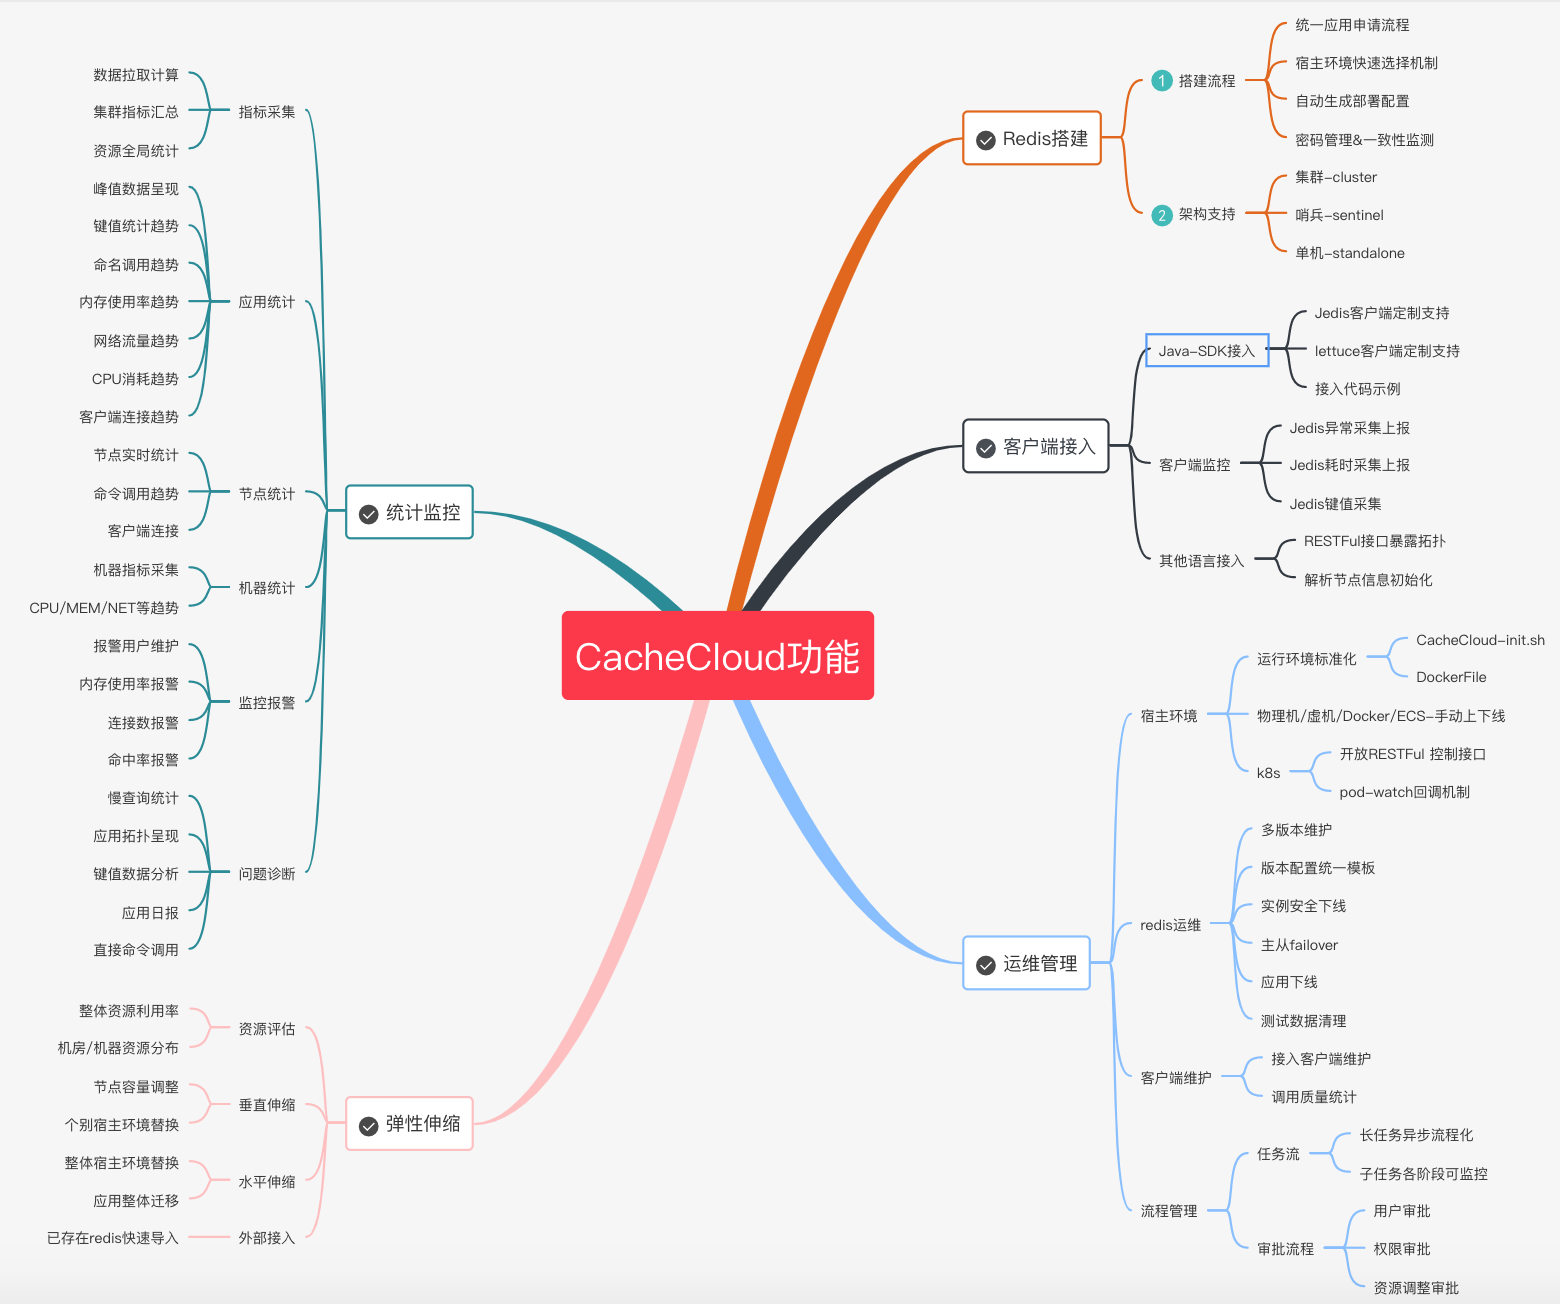 CacheCloud功能
Redis搭建
1 搭建流程
统一应用申请流程
宿主环境快速选择机制
自动生成部署配置
密码管理&一致性监测
2 架构支持
集群-cluster
哨兵-sentinel
单机-standalone
客户端接入
Java-SDK接入
Jedis客户端定制支持
lettuce客户端定制支持
接入代码示例
客户端监控
Jedis异常采集上报
Jedis耗时采集上报
Jedis键值采集
其他语言接入
RESTFul接口暴露拓扑
解析节点信息初始化
运维管理
宿主环境
运行环境标准化
CacheCloud-init.sh
DockerFile
物理机/虚机/Docker/ECS-手动上下线
k8s
开放RESTFul 控制接口
pod-watch回调机制
redis运维
多版本维护
版本配置统一模板
实例安全下线
主从failover
应用下线
测试数据清理
客户端维护
接入客户端维护
调用质量统计
流程管理
任务流
长任务异步流程化
子任务各阶段可监控
审批流程
用户审批
权限审批
资源调整审批
统计监控
指标采集
数据拉取计算
集群指标汇总
资源全局统计
应用统计
峰值数据呈现
键值统计趋势
命名调用趋势
内存使用率趋势
网络流量趋势
CPU消耗趋势
客户端连接趋势
节点统计
节点实时统计
命令调用趋势
客户端连接
机器统计
机器指标采集
CPU/MEM/NET等趋势
监控报警
报警用户维护
内存使用率报警
连接数报警
命中率报警
问题诊断
慢查询统计
应用拓扑呈现
键值数据分析
应用日报
直接命令调用
弹性伸缩
资源评估
整体资源利用率
机房/机器资源分布
垂直伸缩
节点容量调整
个别宿主环境替换
水平伸缩
整体宿主环境替换
应用整体迁移
外部接入
已存在redis快速导入